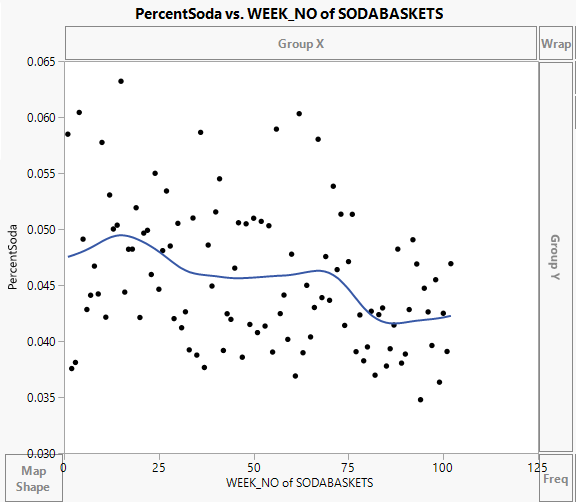 PercentSoda vs. WEEK_NO of SODABASKETS
Group X
Wrap
0.065
0.060
0.055
0.050
0.045
0.040
0.035
0.030
PercentSoda
Group Y
Map
Shape
0
25
50
75
100
125
WEEK_NO of SODABASKETS
Freq